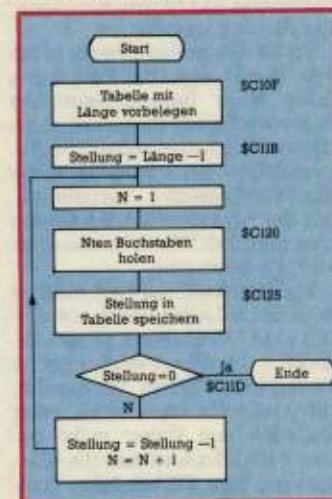 Start
Tabelle mit
Länge vorbelegen
$C10F
Stellung = Länge —1
$C11B
N = 1
Nten Buchstaben
holen
$C120
Stellung in
Tabelle speichern
$C125
Stellung=0
Ja
$C11D
Ende
N
Stellung = Stellung —1
N = N + 1